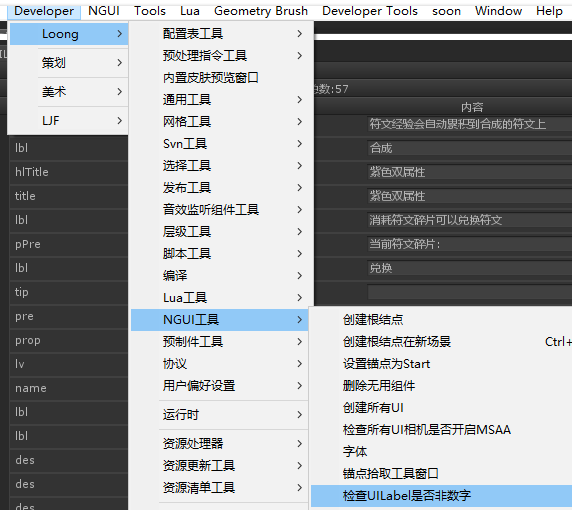 Developer NGUI Tools Lua Geometry Brush Developer Tools soon Window Help
Loong
策划
美术
LJF
配置表工具
预处理指令工具
内置皮肤预览窗口
通用工具
网格工具
Svn工具
选择工具
发布工具
音效监听组件工具
层级工具
脚本工具
编译
Lua工具
NGUI工具
预制件工具
协议
用户偏好设置
运行时
资源处理器
资源更新工具
资源清单工具
创建根结点
创建根结点在新场景 Ctrl+
设置锚点为Start
删除无用组件
创建所有UI
检查所有UI相机是否开启MSAA
字体
锚点拾取工具窗口
检查UILabel是否非数字
数:57
内容
符文经验会自动累积到合成的符文上
lbl 合成
hlTitle 紫色双属性
title 紫色双属性
lbl 消耗符文碎片可以兑换符文
pPre 当前符文碎片:
lbl 兑换
tip
pre
prop
lv
name
lbl
lbl
des
des
des